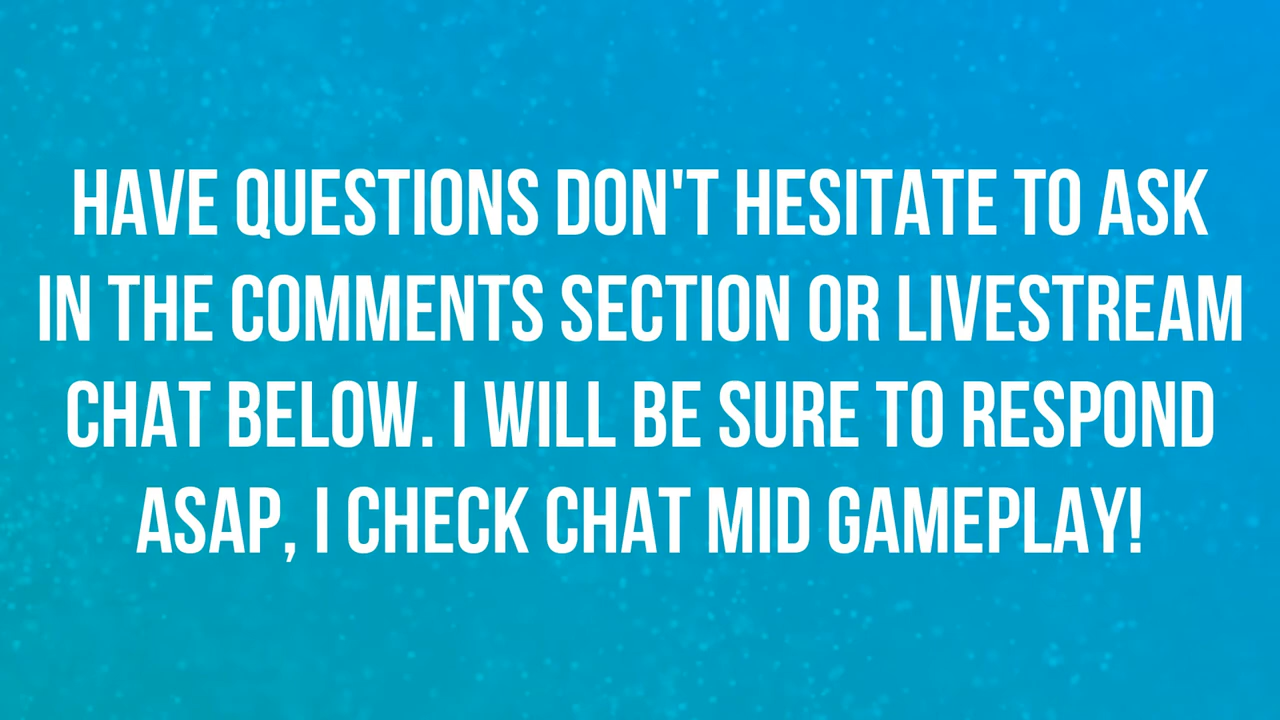 HAVE QUESTIONS DON'T HESITATE TO ASK
IN THE COMMENTS SECTION OR LIVESTREAM
CHAT BELOW. I WILL BE SURE TO RESPOND
ASAP, I CHECK CHAT MID GAMEPLAY!